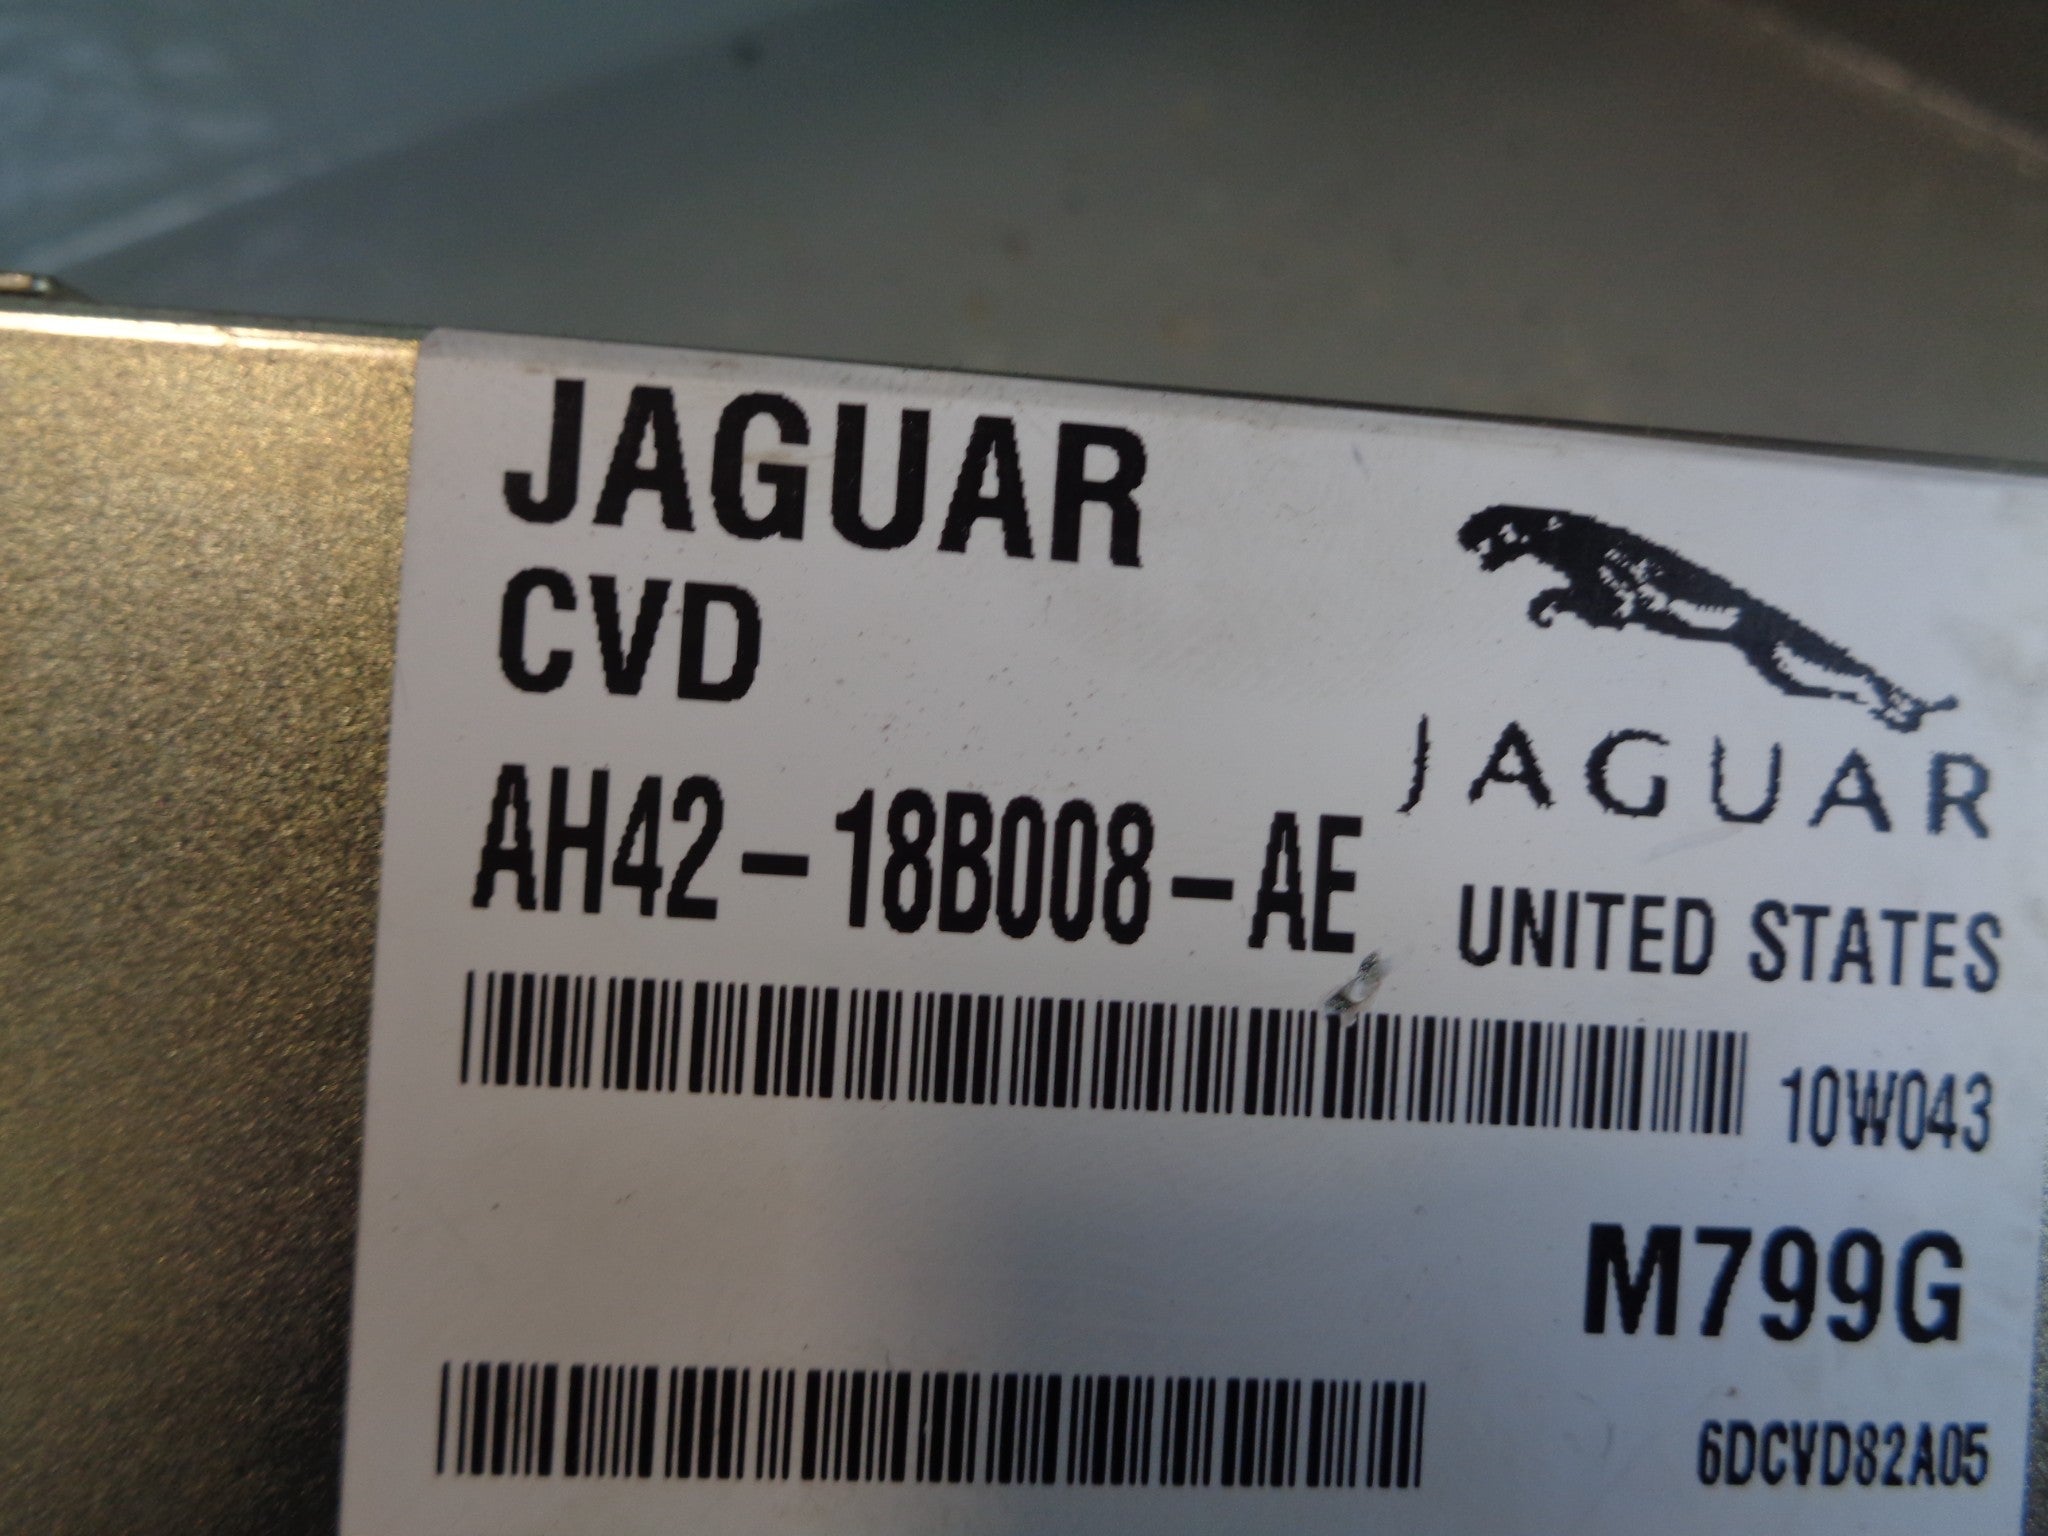 JAGUAR
CVD
JAGUAR
AH42-18B008-AE
UNITED STATES
10W043
M799G
6DCVD82A05